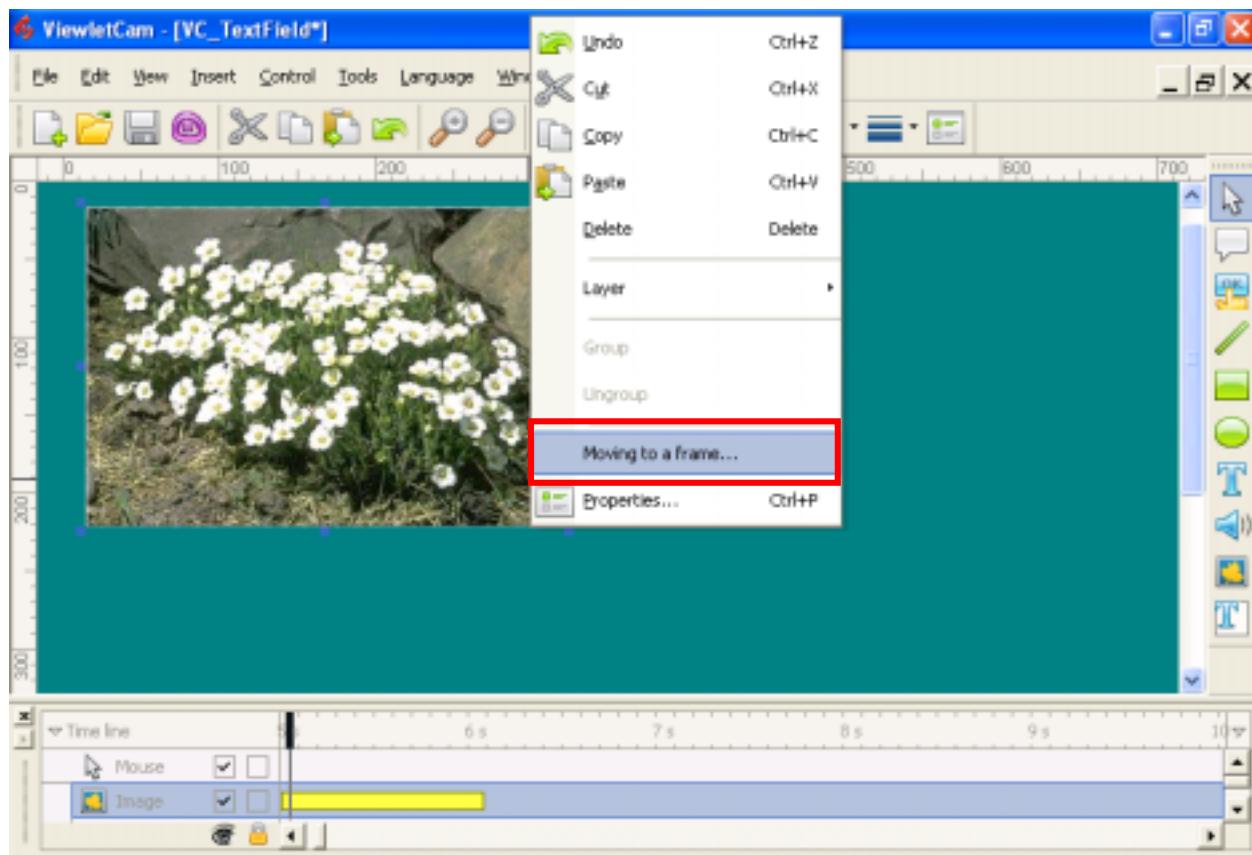 ViewletCam - [VC_TextField*]
File Edit View Insert Control Tools Language
Undo Ctrl+Z
Cut Ctrl+X
Copy Ctrl+C
Paste Ctrl+V
Delete Delete
Layer
Group
Ungroup
Moving to a frame...
Properties... Ctrl+P
0 100 200 500 600 700
0
100
200
300
OK
T
T
Time line 6 s 7 s 8 s 9 s 10
Mouse
Image